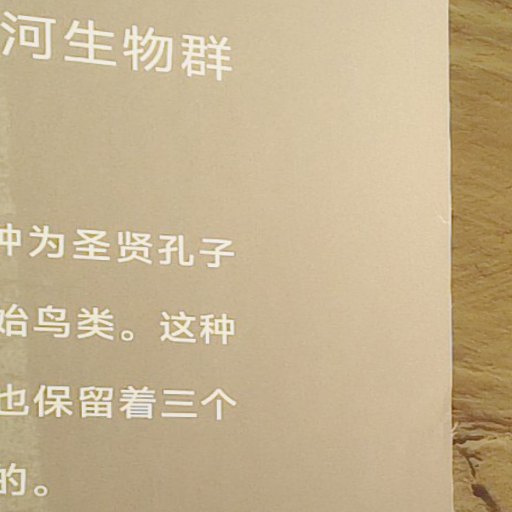 河生物群
种为圣贤孔子
始鸟类。这种
也保留着三个
的。